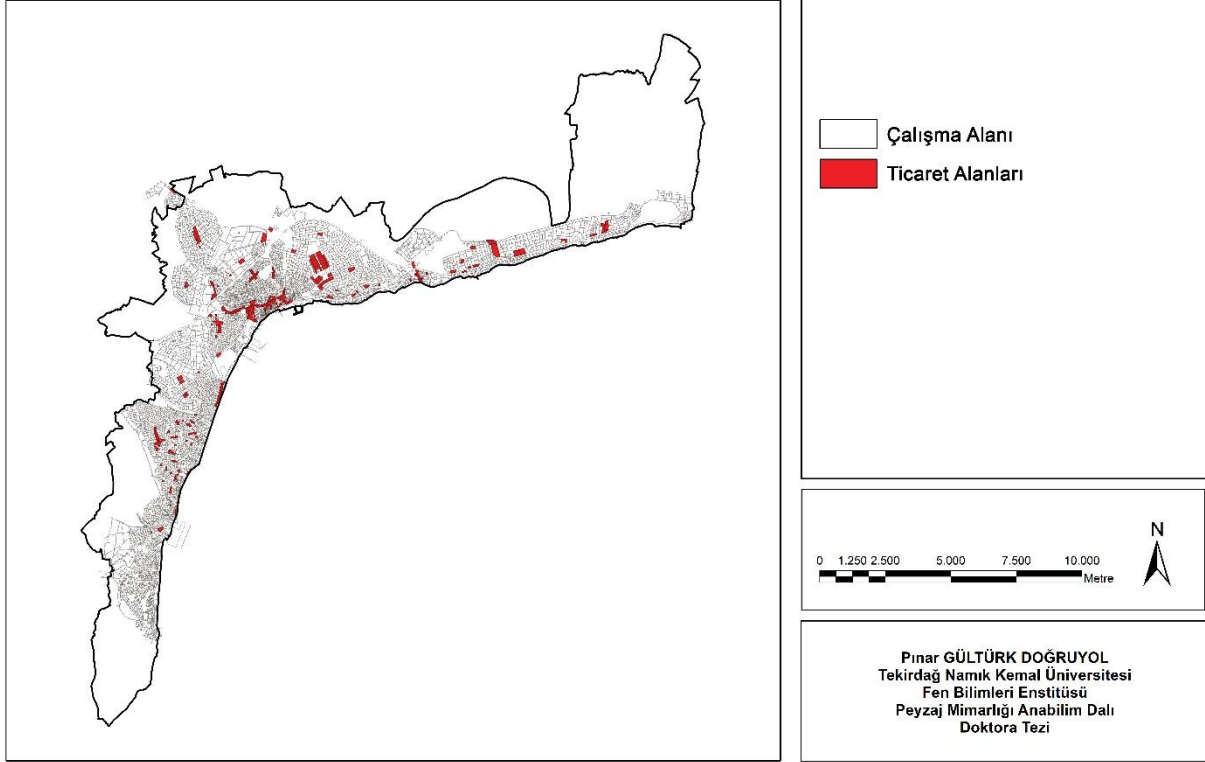 Çalışma Alanı
Ticaret Alanları
N
0 1.250 2.500 5.000 7.500 10.000
Metre
Pınar GÜLTÜRK DOĞRUYOL
Tekirdağ Namık Kemal Üniversitesi
Fen Bilimleri Enstitüsü
Peyzaj Mimarlığı Anabilim Dalı
Doktora Tezi